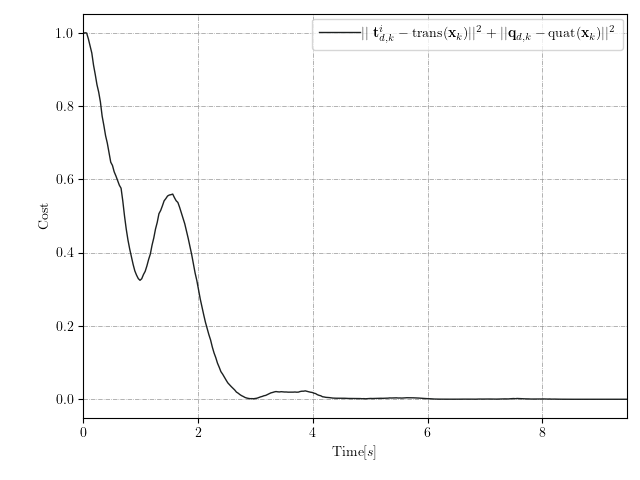 || t^i_{d,k} − trans(x_k)||² + ||q_{d,k} − quat(x_k)||²
1.0
0.8
0.6
0.4
0.2
0.0
Cost
0 2 4 6 8
Time[s]